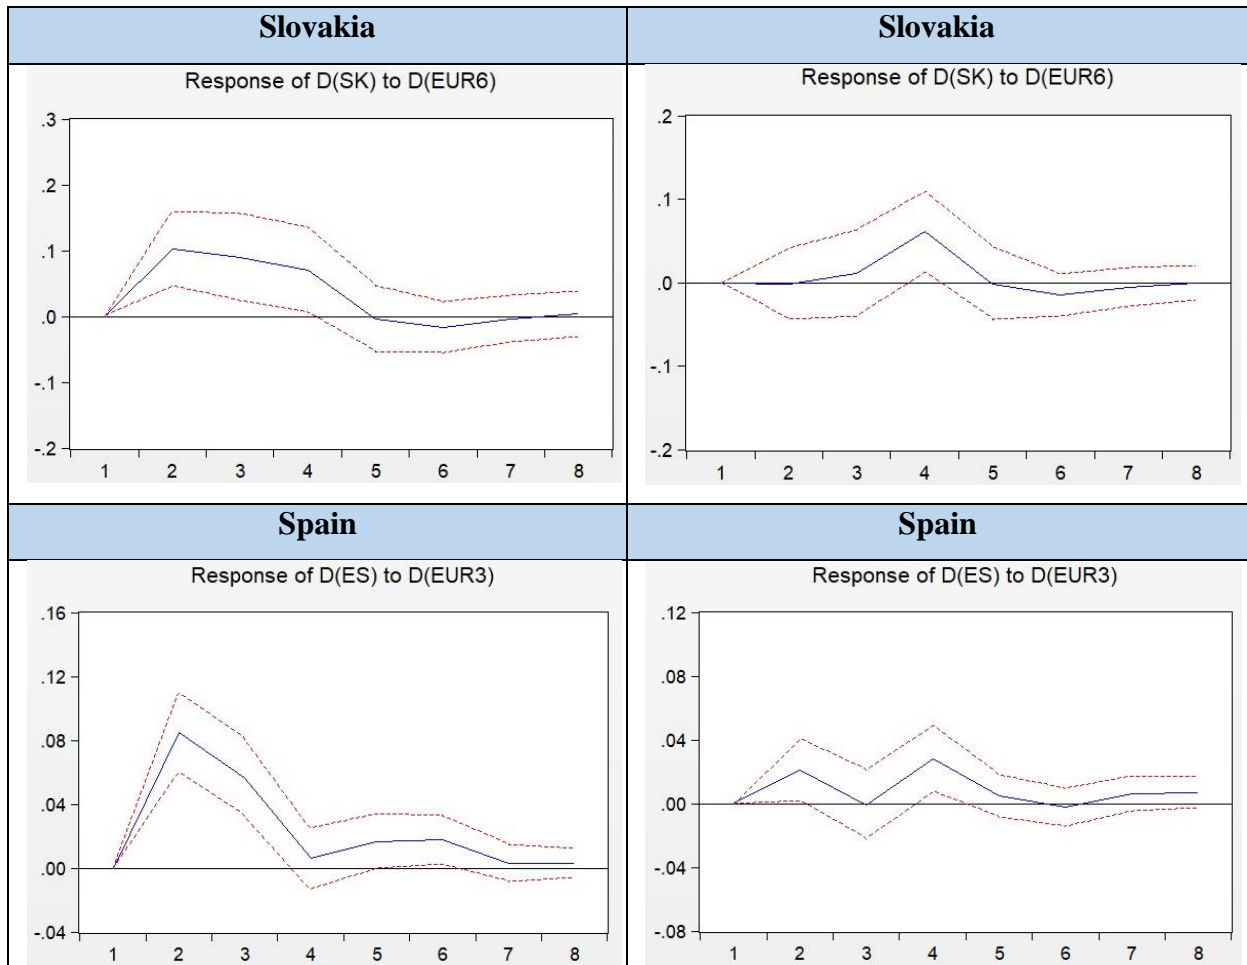 Slovakia
Slovakia
Response of D(SK) to D(EUR6)
.3
.2
.1
.0
-.1
-.2
1 2 3 4 5 6 7 8
Response of D(SK) to D(EUR6)
.2
.1
.0
-.1
-.2
1 2 3 4 5 6 7 8
Spain
Spain
Response of D(ES) to D(EUR3)
.16
.12
.08
.04
.00
-.04
1 2 3 4 5 6 7 8
Response of D(ES) to D(EUR3)
.12
.08
.04
.00
-.04
-.08
1 2 3 4 5 6 7 8